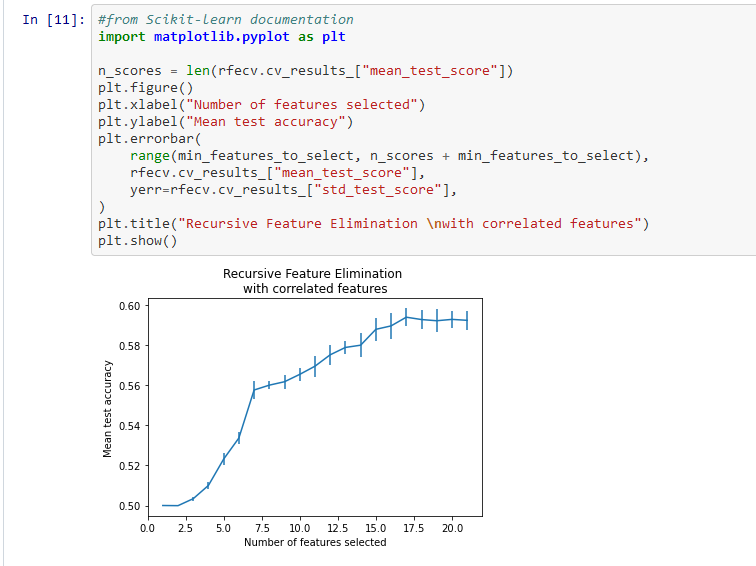 In [11]:
#from Scikit-Learn documentation
import matplotlib.pyplot as plt
n_scores = len(rfecv.cv_results_["mean_test_score"])
plt.figure()
plt.xlabel("Number of features selected")
plt.ylabel("Mean test accuracy")
plt.errorbar(
    range(min_features_to_select, n_scores + min_features_to_select),
    rfecv.cv_results_["mean_test_score"],
    yerr=rfecv.cv_results_["std_test_score"],
)
plt.title("Recursive Feature Elimination \nwith correlated features")
plt.show()
Recursive Feature Elimination
with correlated features
Mean test accuracy
0.60
0.58
0.56
0.54
0.52
0.50
0.0 2.5 5.0 7.5 10.0 12.5 15.0 17.5 20.0
Number of features selected